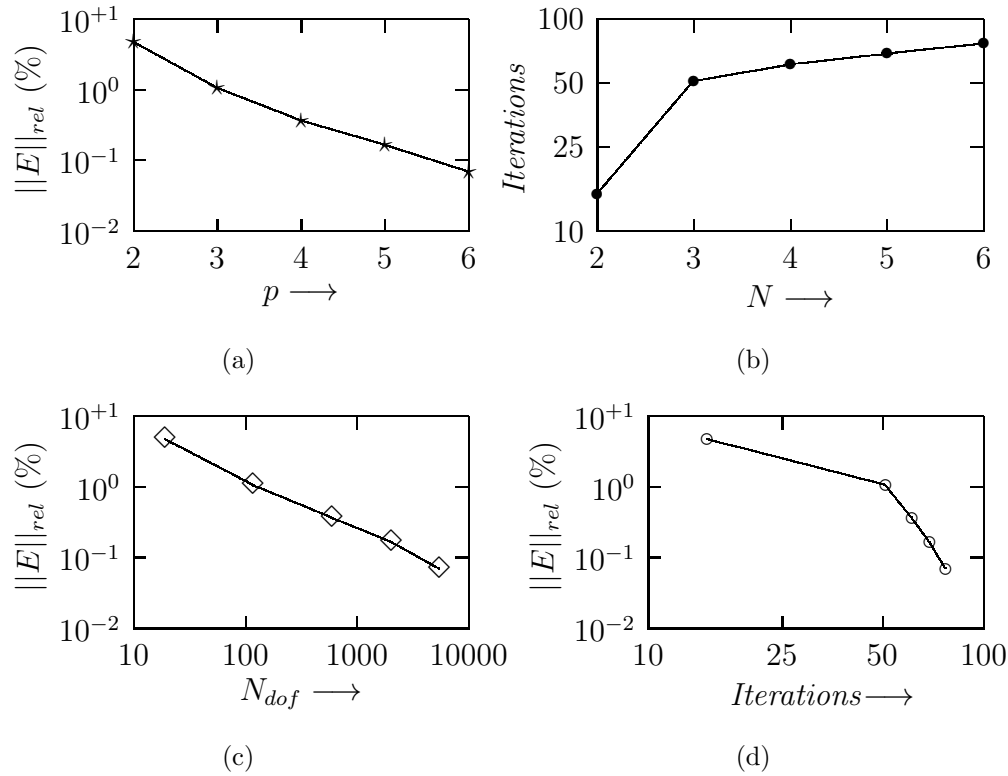 10^{+1}
10^{0}
10^{-1}
10^{-2}
||E||_{rel} (%)
2 3 4 5 6
p ⟶
(a)
100
50
25
10
Iterations
2 3 4 5 6
N ⟶
(b)
10^{+1}
10^{0}
10^{-1}
10^{-2}
||E||_{rel} (%)
10 100 1000 10000
N_{dof} ⟶
(c)
10^{+1}
10^{0}
10^{-1}
10^{-2}
||E||_{rel} (%)
10 25 50 100
Iterations⟶
(d)